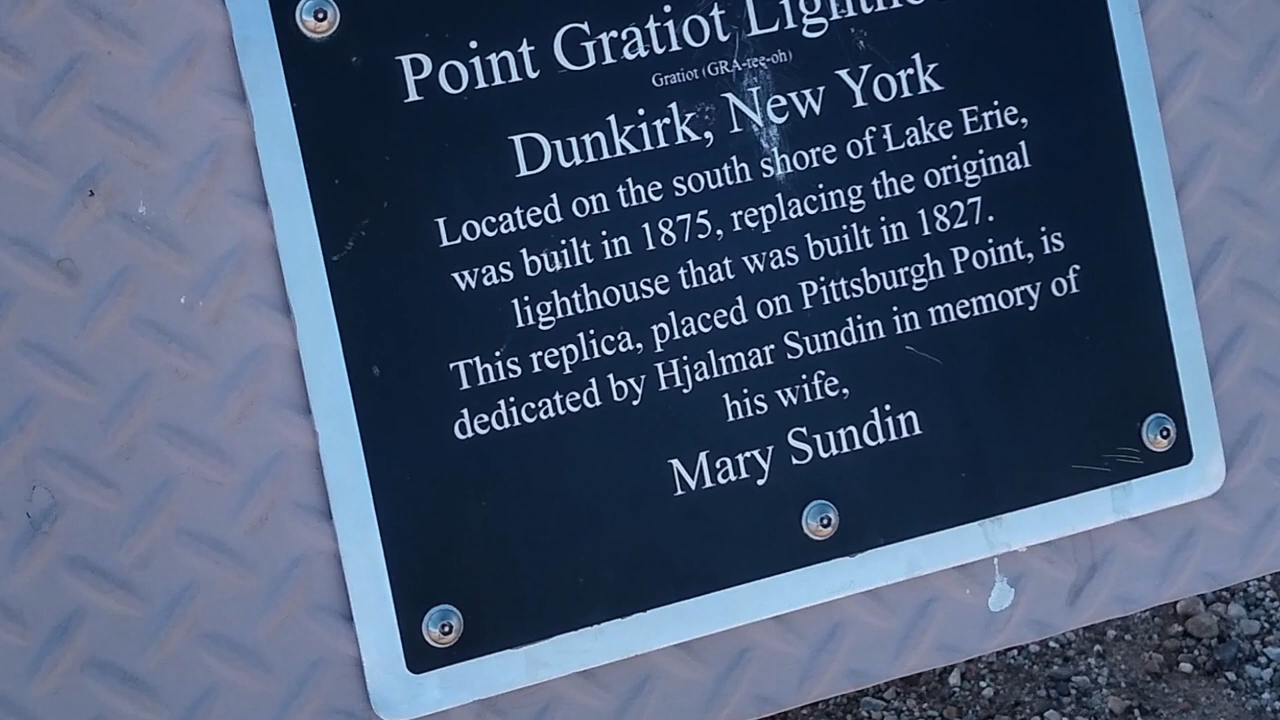 Point Gratiot
Gratiot (GRA-tee-oh)
Dunkirk, New York
Located on the south shore of Lake Erie,
was built in 1875, replacing the original
lighthouse that was built in 1827.
This replica, placed on Pittsburgh Point, is
dedicated by Hjalmar Sundin in memory of
his wife,
Mary Sundin